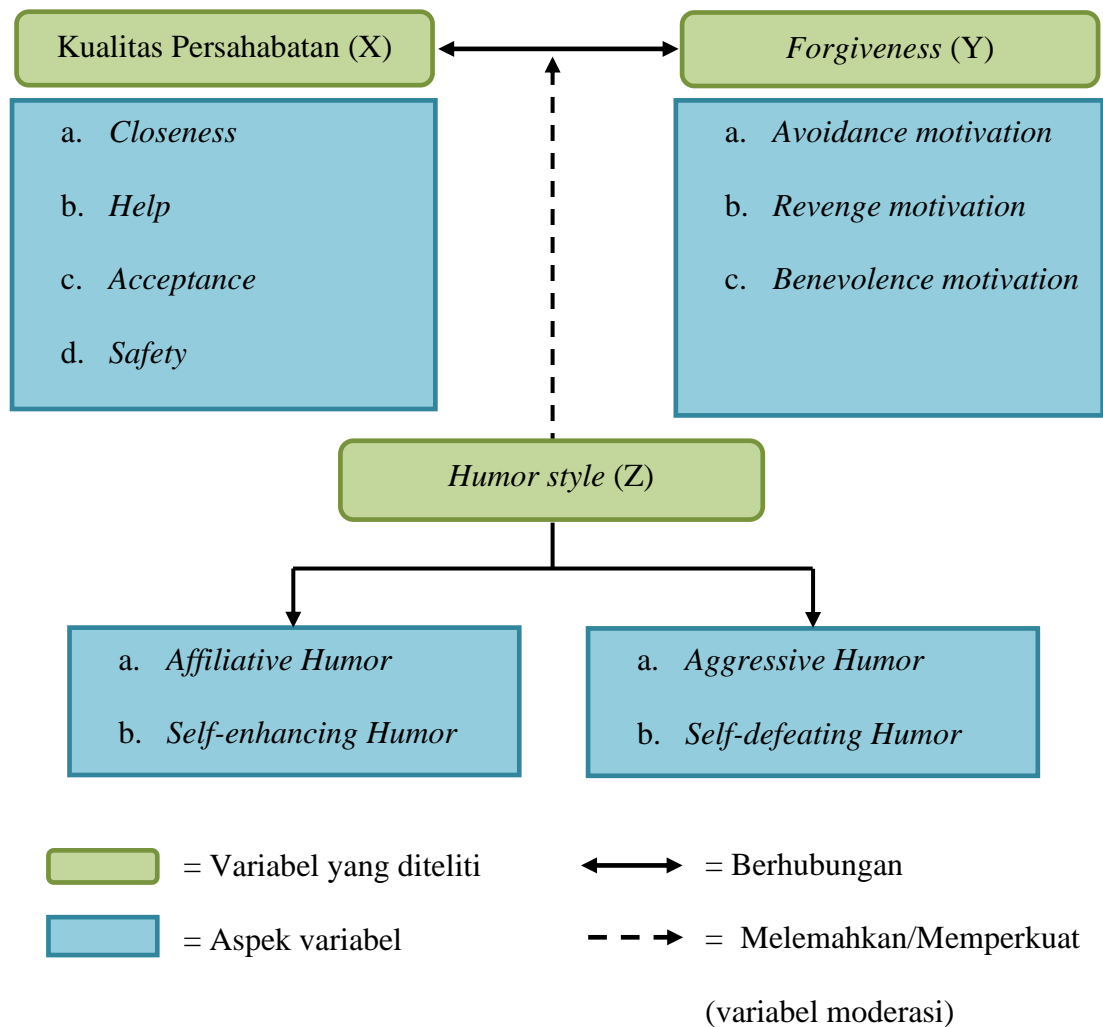 Kualitas Persahabatan (X)
Forgiveness (Y)
a. Closeness
b. Help
c. Acceptance
d. Safety
a. Avoidance motivation
b. Revenge motivation
c. Benevolence motivation
Humor style (Z)
a. Affiliative Humor
b. Self-enhancing Humor
a. Aggressive Humor
b. Self-defeating Humor
= Variabel yang diteliti
= Aspek variabel
= Berhubungan
= Melemahkan/Memperkuat
(variabel moderasi)